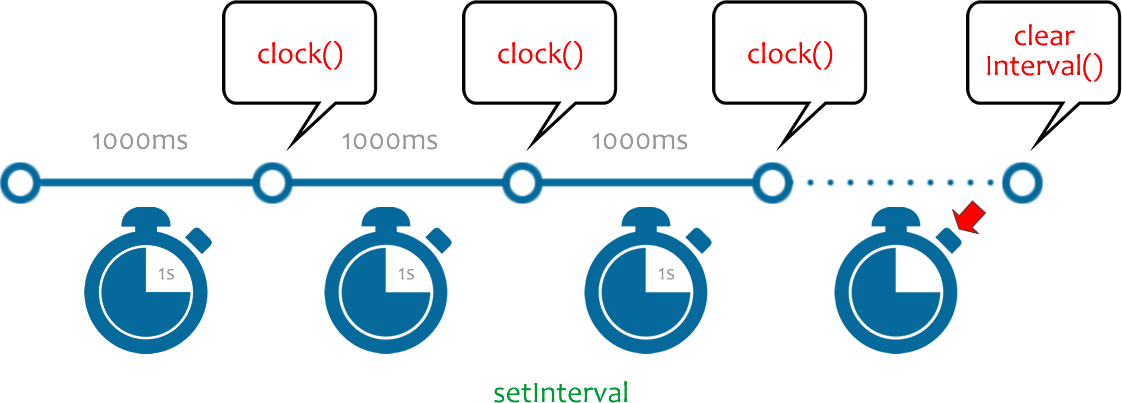 clock()
clock()
clock()
clear
Interval()
1000ms
1000ms
1000ms
1s
1s
1s
setInterval